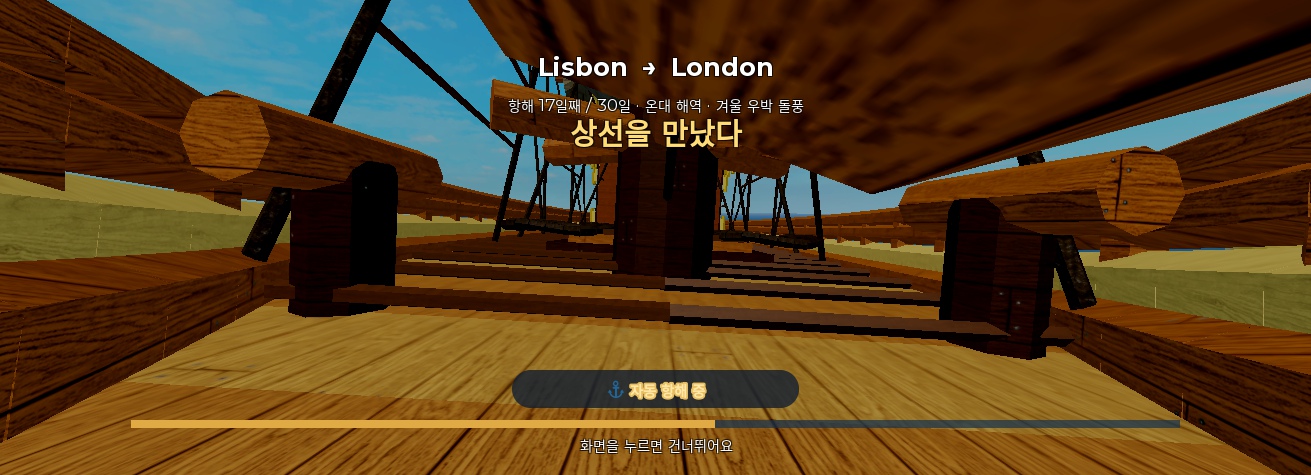 Lisbon → London
항해 17일째 / 30일 · 온대 해역 · 겨울 우박 돌풍
상선을 만났다
⚓ 자동 항해 중
화면을 누르면 건너뛰어요